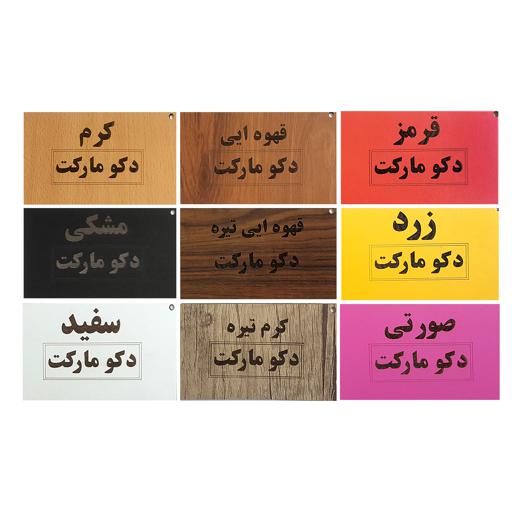 قرمز
دکو مارکت
قهوه ایی
دکو مارکت
کرم
دکو مارکت
زرد
دکو مارکت
قهوه ایی تیره
دکو مارکت
مشکی
دکو مارکت
صورتی
دکو مارکت
کرم تیره
دکو مارکت
سفید
دکو مارکت